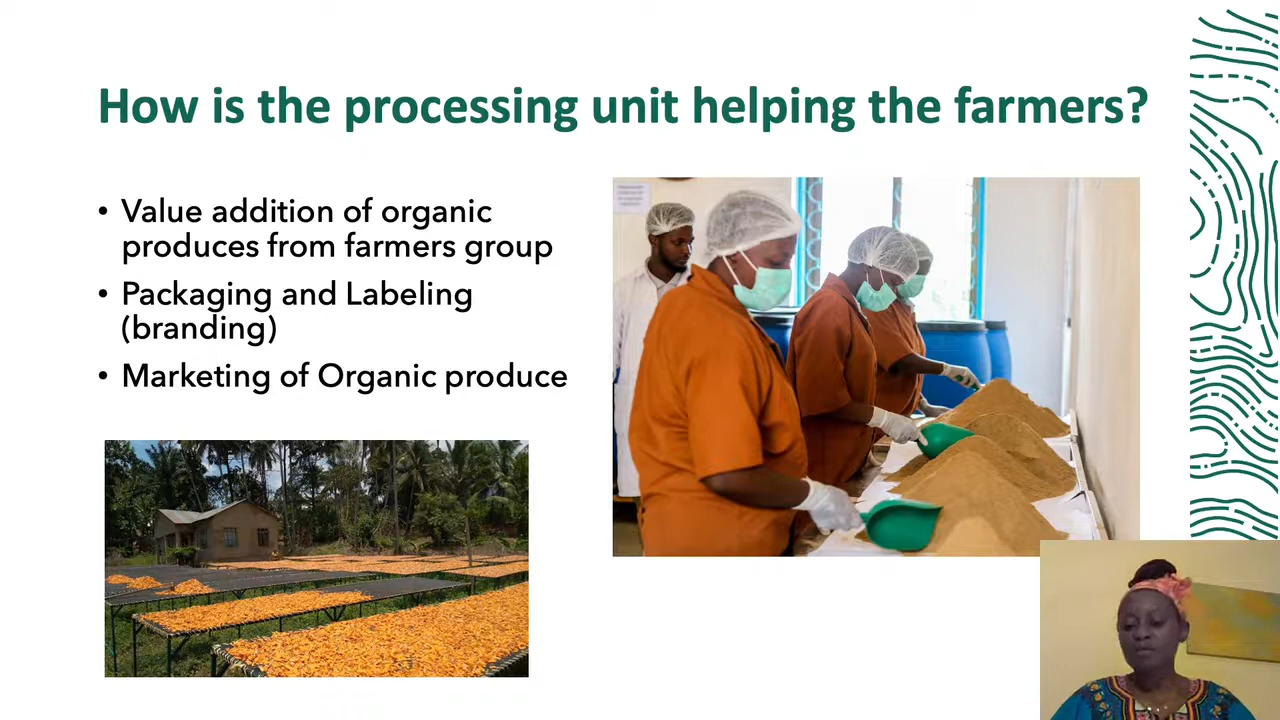 How is the processing unit helping the farmers?
• Value addition of organic
produces from farmers group
• Packaging and Labeling
(branding)
• Marketing of Organic produce